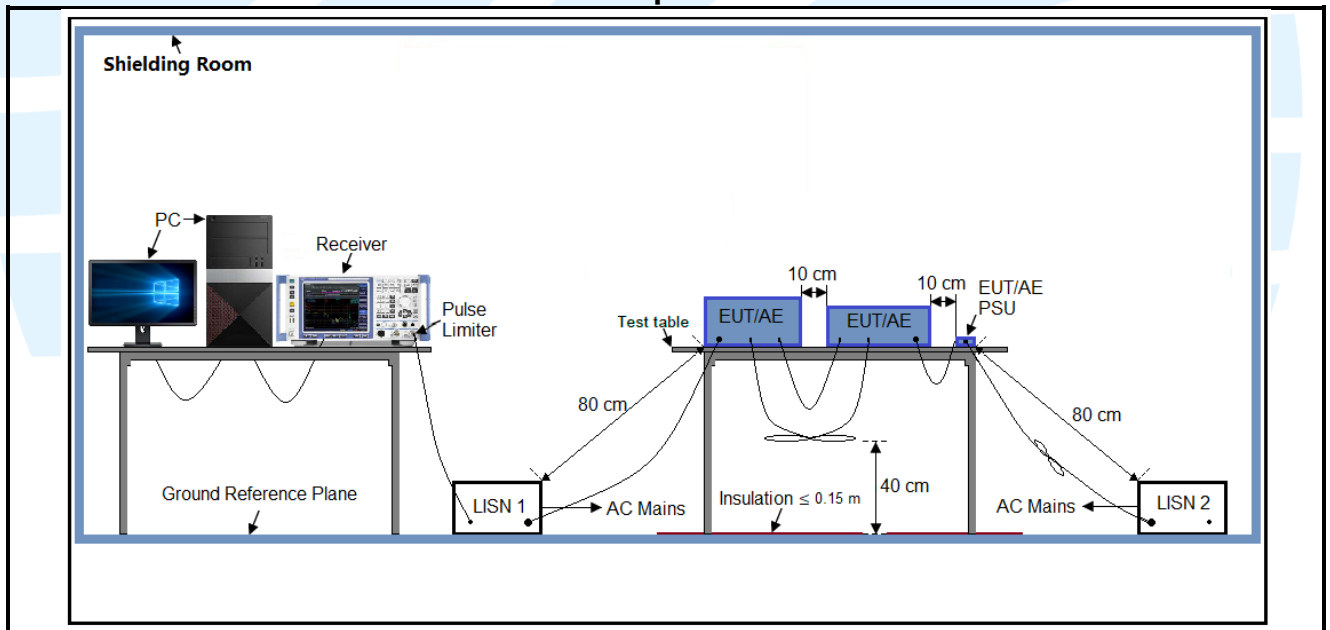 Shielding Room
PC
Receiver
Pulse
Limiter
10 cm
10 cm
EUT/AE
PSU
Test table
EUT/AE
EUT/AE
80 cm
80 cm
Ground Reference Plane
LISN 1
AC Mains
Insulation ≤ 0.15 m
40 cm
AC Mains
LISN 2